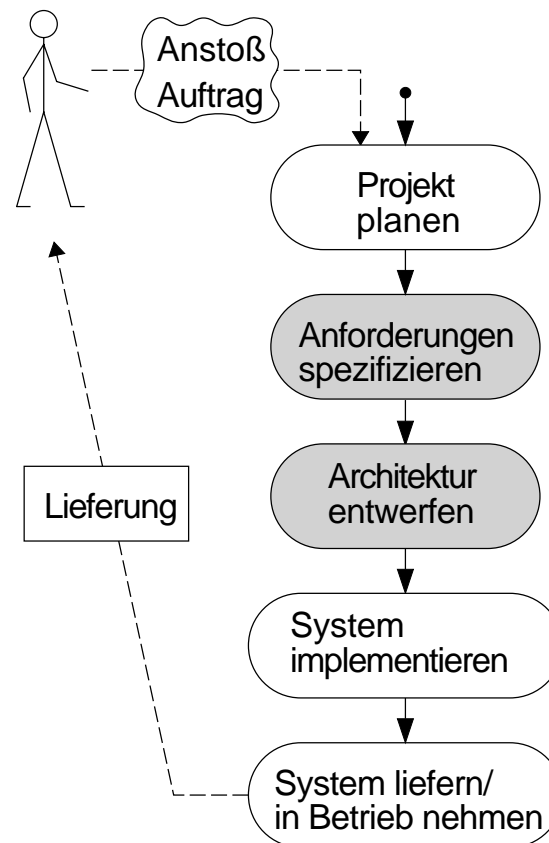 Anstoß
Auftrag
Projekt
planen
Anforderungen
spezifizieren
Architektur
entwerfen
Lieferung
System
implementieren
System liefern/
in Betrieb nehmen